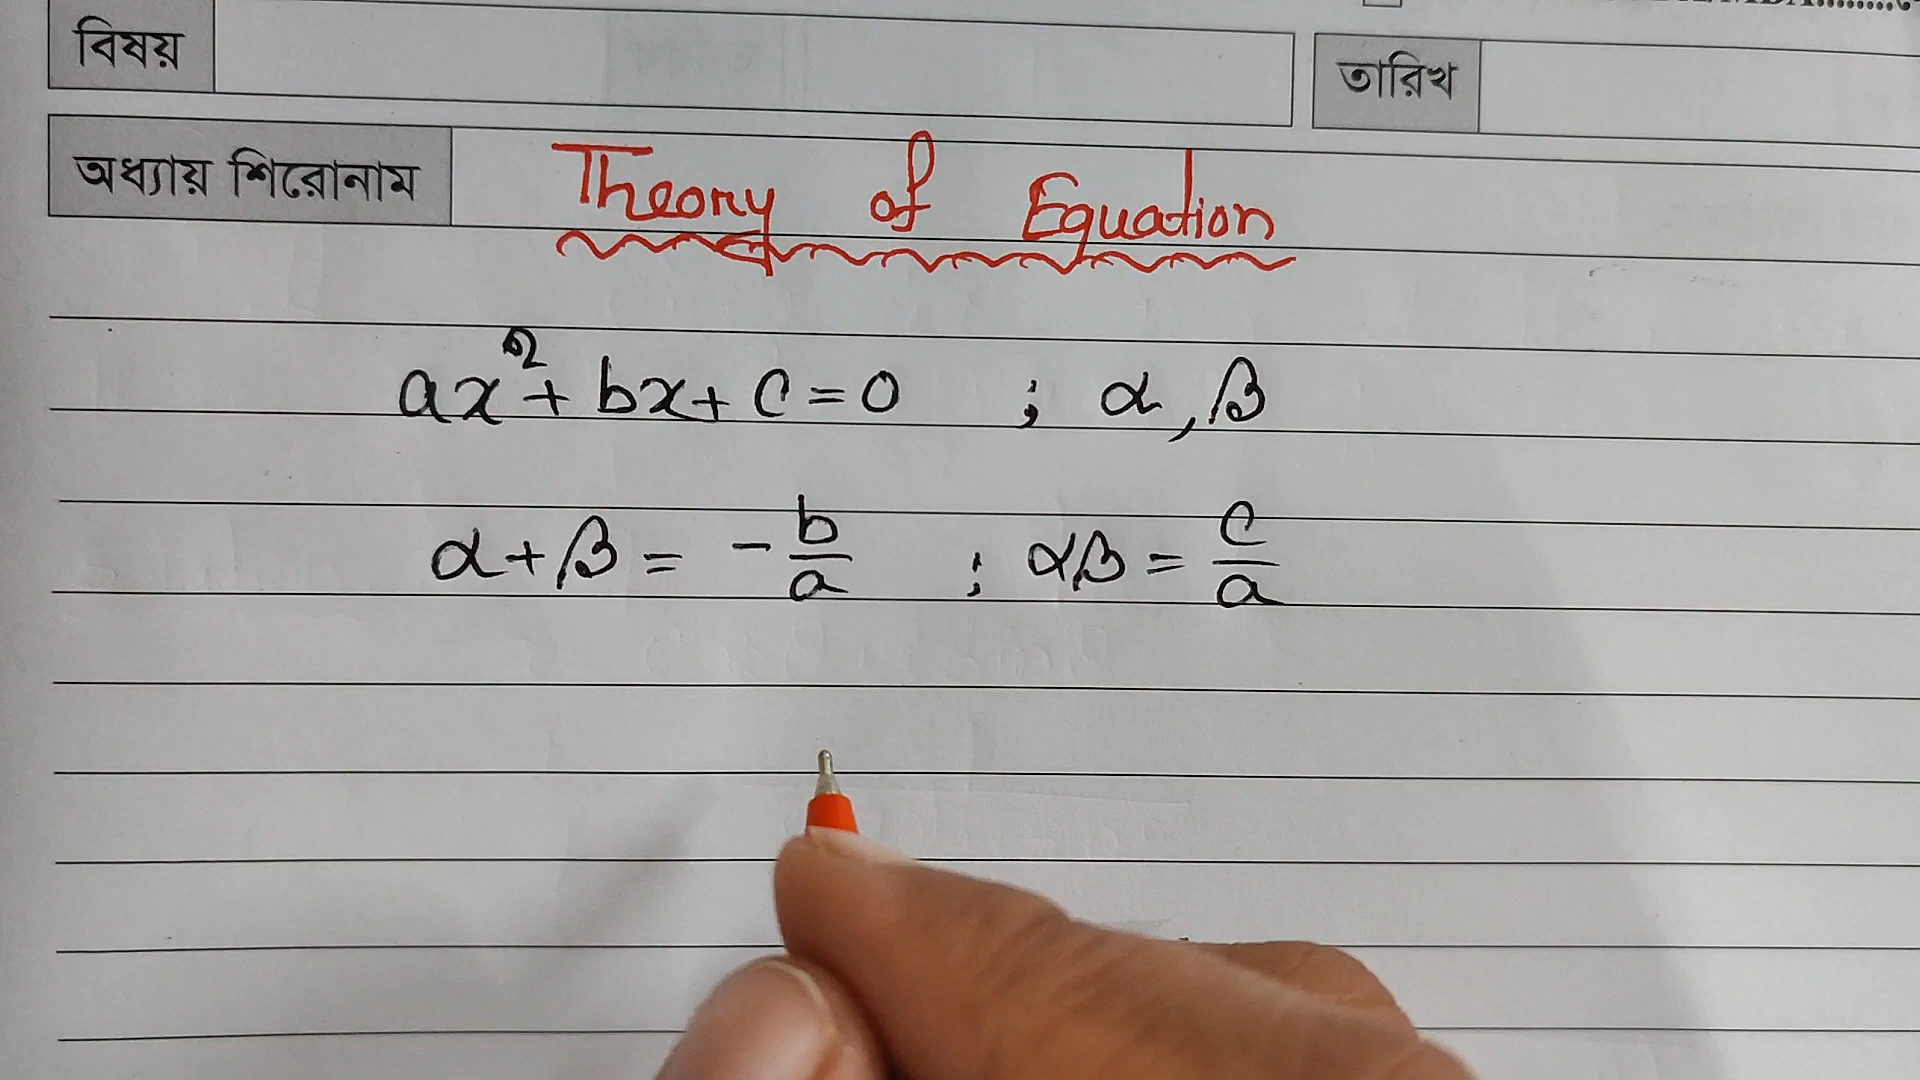 বিষয় তারিখ
অধ্যায় শিরোনাম Theory of Equation
ax² + bx + c = 0 ; α, β
α + β = - b/a ; αβ = c/a